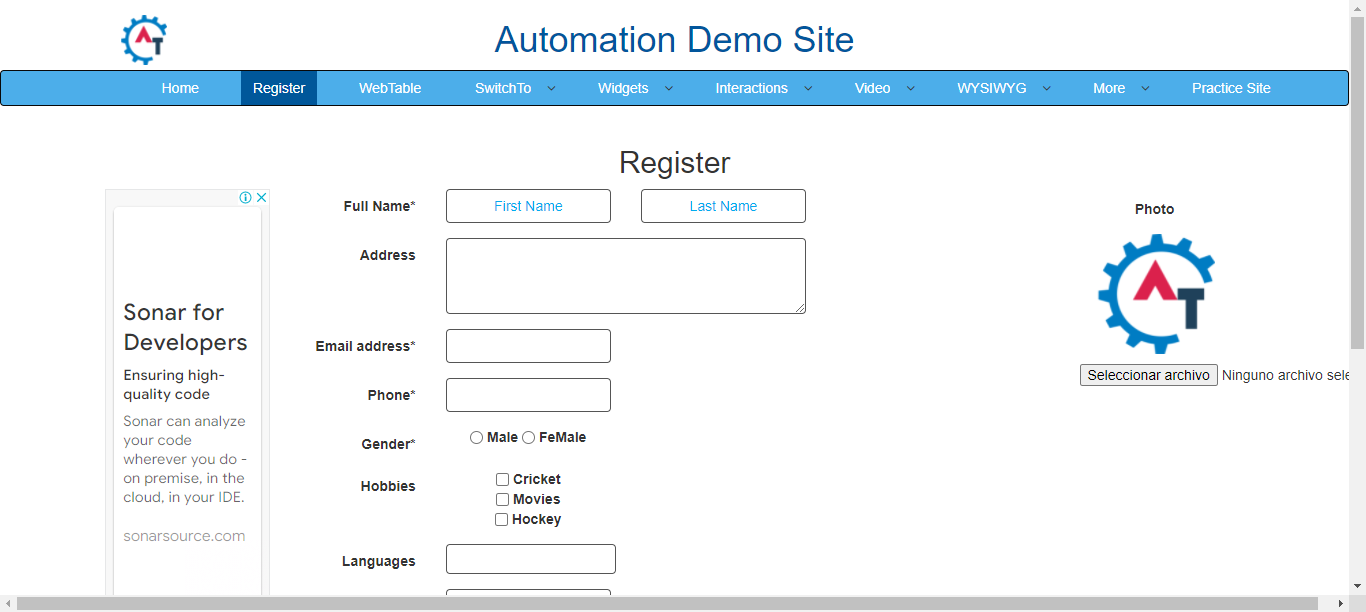 Automation Demo Site
Home Register WebTable SwitchTo Widgets Interactions Video WYSIWYG More Practice Site
Register
Full Name* First Name Last Name
Address
Email address*
Phone*
Gender* Male FeMale
Hobbies
Cricket
Movies
Hockey
Languages
Photo
AT
Seleccionar archivo Ninguno archivo sele
Sonar for
Developers
Ensuring high-
quality code
Sonar can analyze
your code
wherever you do -
on premise, in the
cloud, in your IDE.
sonarsource.com